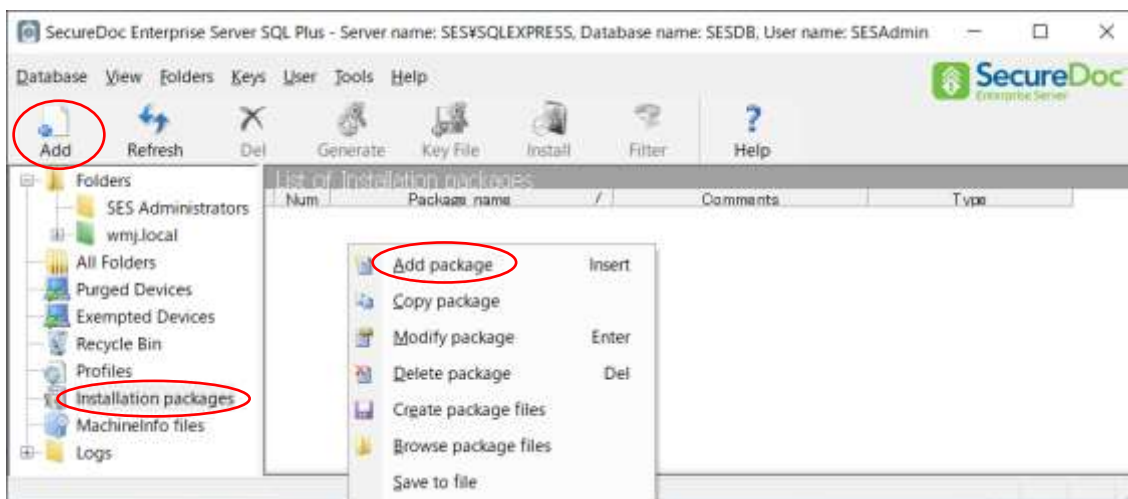 SecureDoc Enterprise Server SQL Plus - Server name: SES¥SQLEXPRESS, Database name: SESDB, User name: SESAdmin
Database View Folders Keys User Tools Help
SecureDoc
Enterprise Server
Add Refresh Del Generate Key File Install Filter Help
Folders
SES Administrators
wmj.local
All Folders
Purged Devices
Exempted Devices
Recycle Bin
Profiles
Installation packages
MachineInfo files
Logs
List of Installation packages
Num Package name / Comments Type
Add package Insert
Copy package
Modify package Enter
Delete package Del
Create package files
Browse package files
Save to file